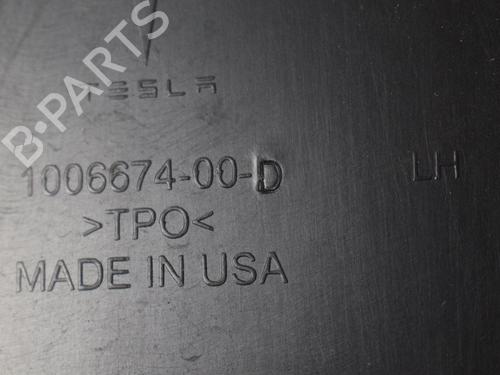 B-PARTS
TESLA
1006674-00-D
LH
>TPO<
MADE IN USA